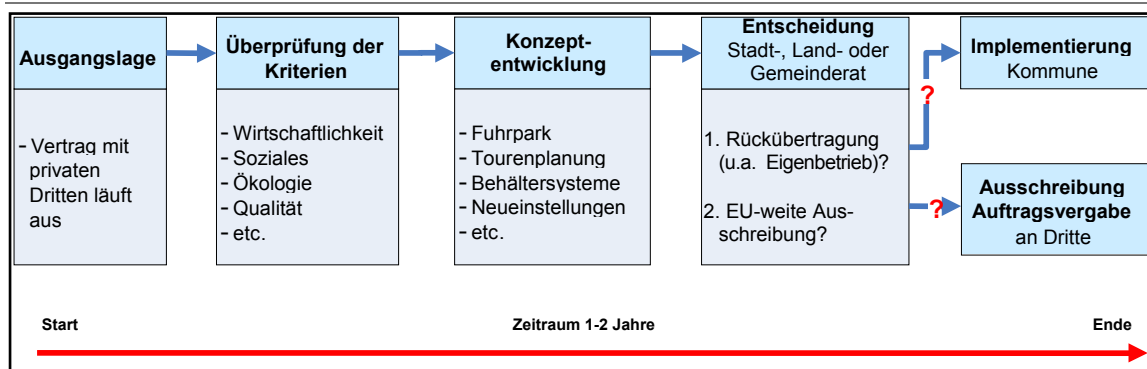 Ausgangslage
- Vertrag mit
privaten
Dritten läuft
aus
Überprüfung der
Kriterien
- Wirtschaftlichkeit
- Soziales
- Ökologie
- Qualität
- etc.
Konzept-
entwicklung
- Fuhrpark
- Tourenplanung
- Behältersysteme
- Neueinstellungen
- etc.
Entscheidung
Stadt-, Land- oder
Gemeinderat
1. Rückübertragung
(u.a. Eigenbetrieb)?
2. EU-weite Aus-
schreibung?
?
?
Implementierung
Kommune
Ausschreibung
Auftragsvergabe
an Dritte
Start
Zeitraum 1-2 Jahre
Ende